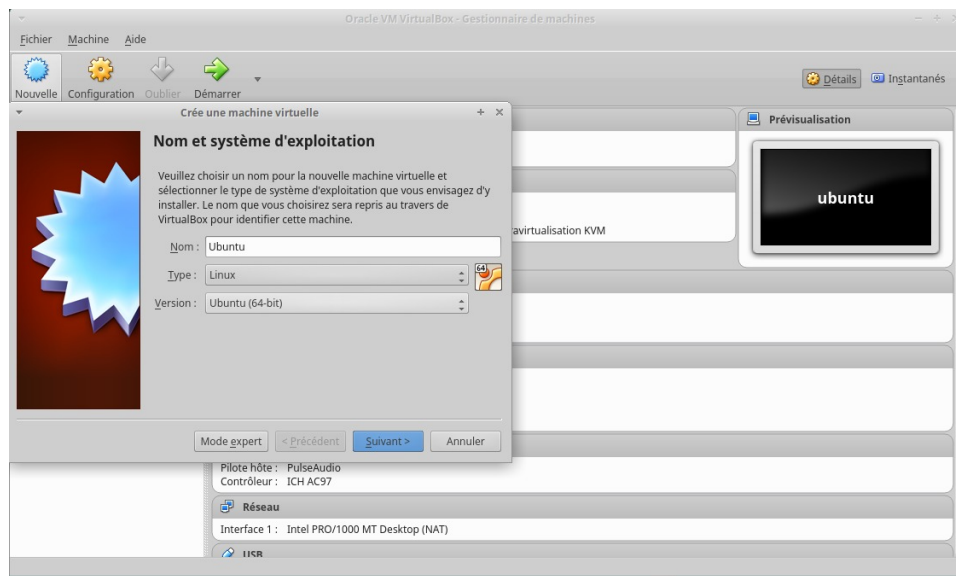 Oracle VM VirtualBox - Gestionnaire de machines
Fichier Machine Aide
Nouvelle Configuration Oublier Démarrer
Détails Instantanés
Crée une machine virtuelle
Nom et système d'exploitation
Veuillez choisir un nom pour la nouvelle machine virtuelle et
sélectionner le type de système d'exploitation que vous envisagez d'y
installer. Le nom que vous choisirez sera repris au travers de
VirtualBox pour identifier cette machine.
Nom : Ubuntu
Type : Linux
64
Version : Ubuntu (64-bit)
Mode expert < Précédent Suivant > Annuler
Prévisualisation
ubuntu
avirtualisation KVM
Pilote hôte : PulseAudio
Contrôleur : ICH AC97
Réseau
Interface 1 : Intel PRO/1000 MT Desktop (NAT)
USB